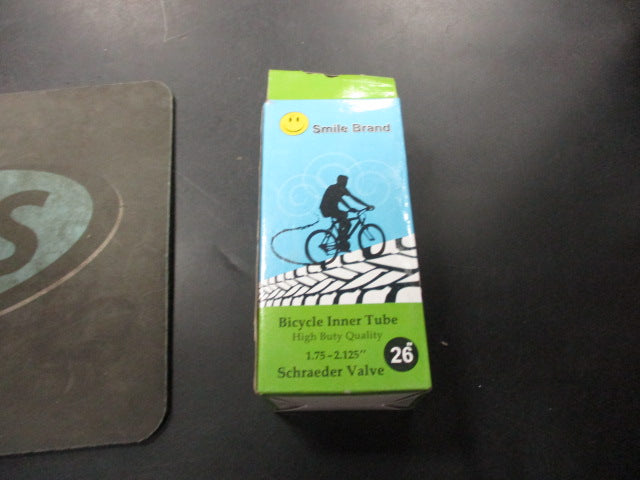 Smile Brand
Bicycle Inner Tube
High Buty Quality
1.75-2.125"
26"
Schraeder Valve
S